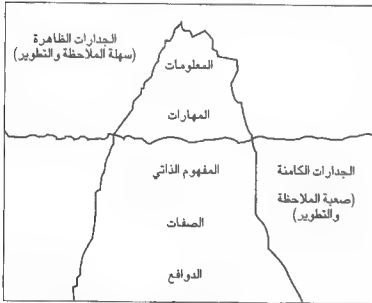 الجدارات الظاهرة
(سهلة الملاحظة والتطوير)
المعلومات
المهارات
المفهوم الذاتي
الجدارات الكامنة
(صعبة الملاحظة
والتطوير)
الصفات
الدوافع